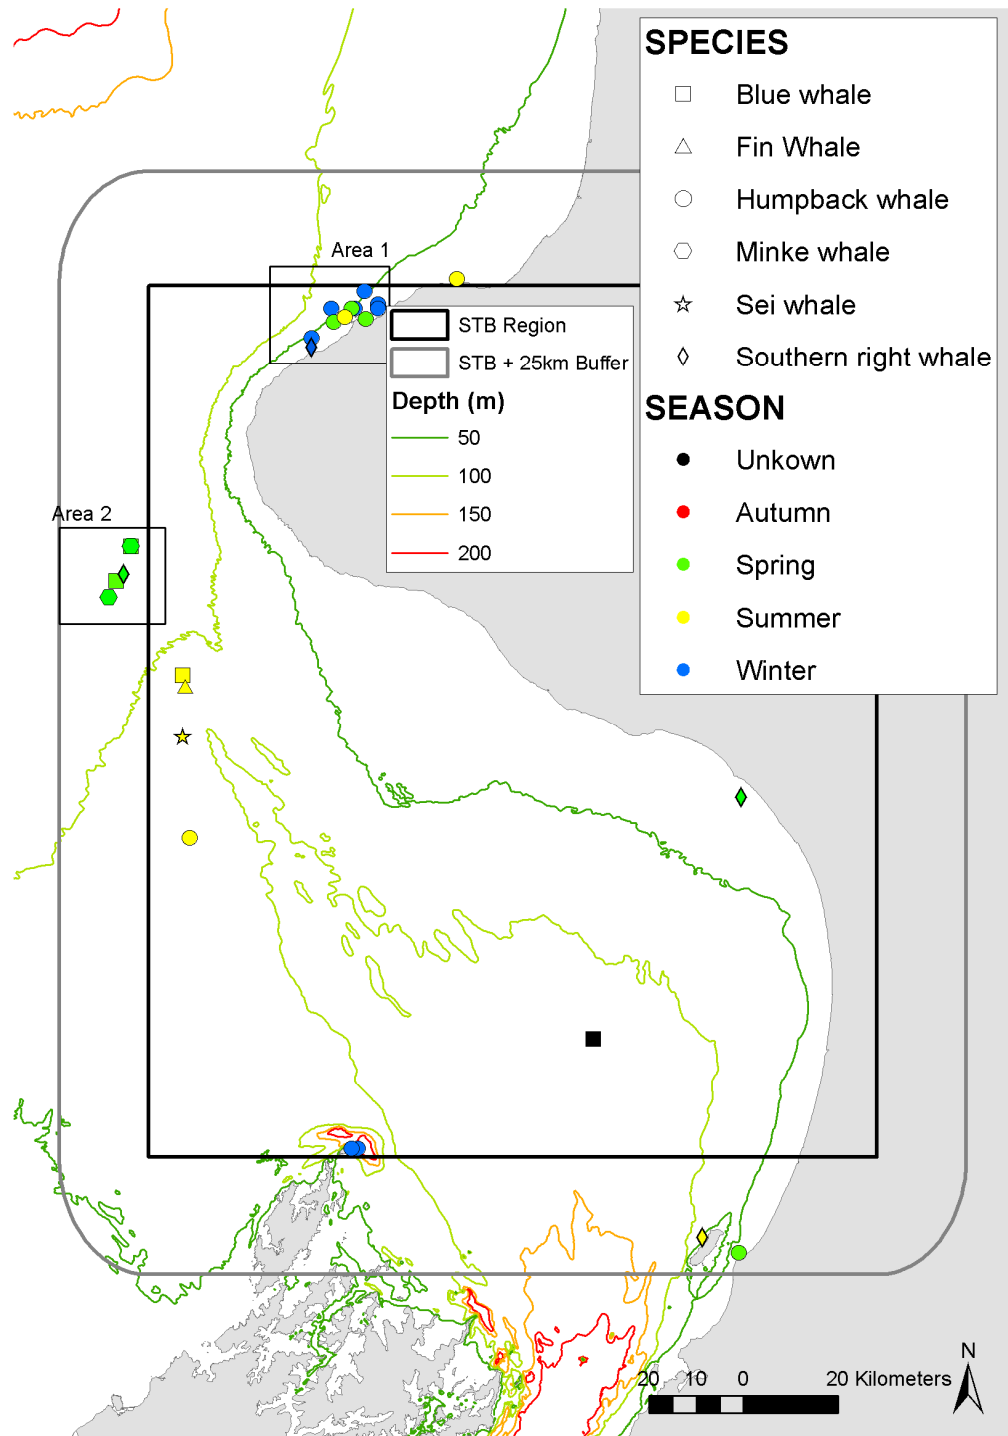 SPECIES
Blue whale
Fin Whale
Humpback whale
Minke whale
Sei whale
Southern right whale
SEASON
Unkown
Autumn
Spring
Summer
Winter
Area 1
STB Region
STB + 25km Buffer
Depth (m)
50
100
150
200
Area 2
N
20 10 0 20 Kilometers